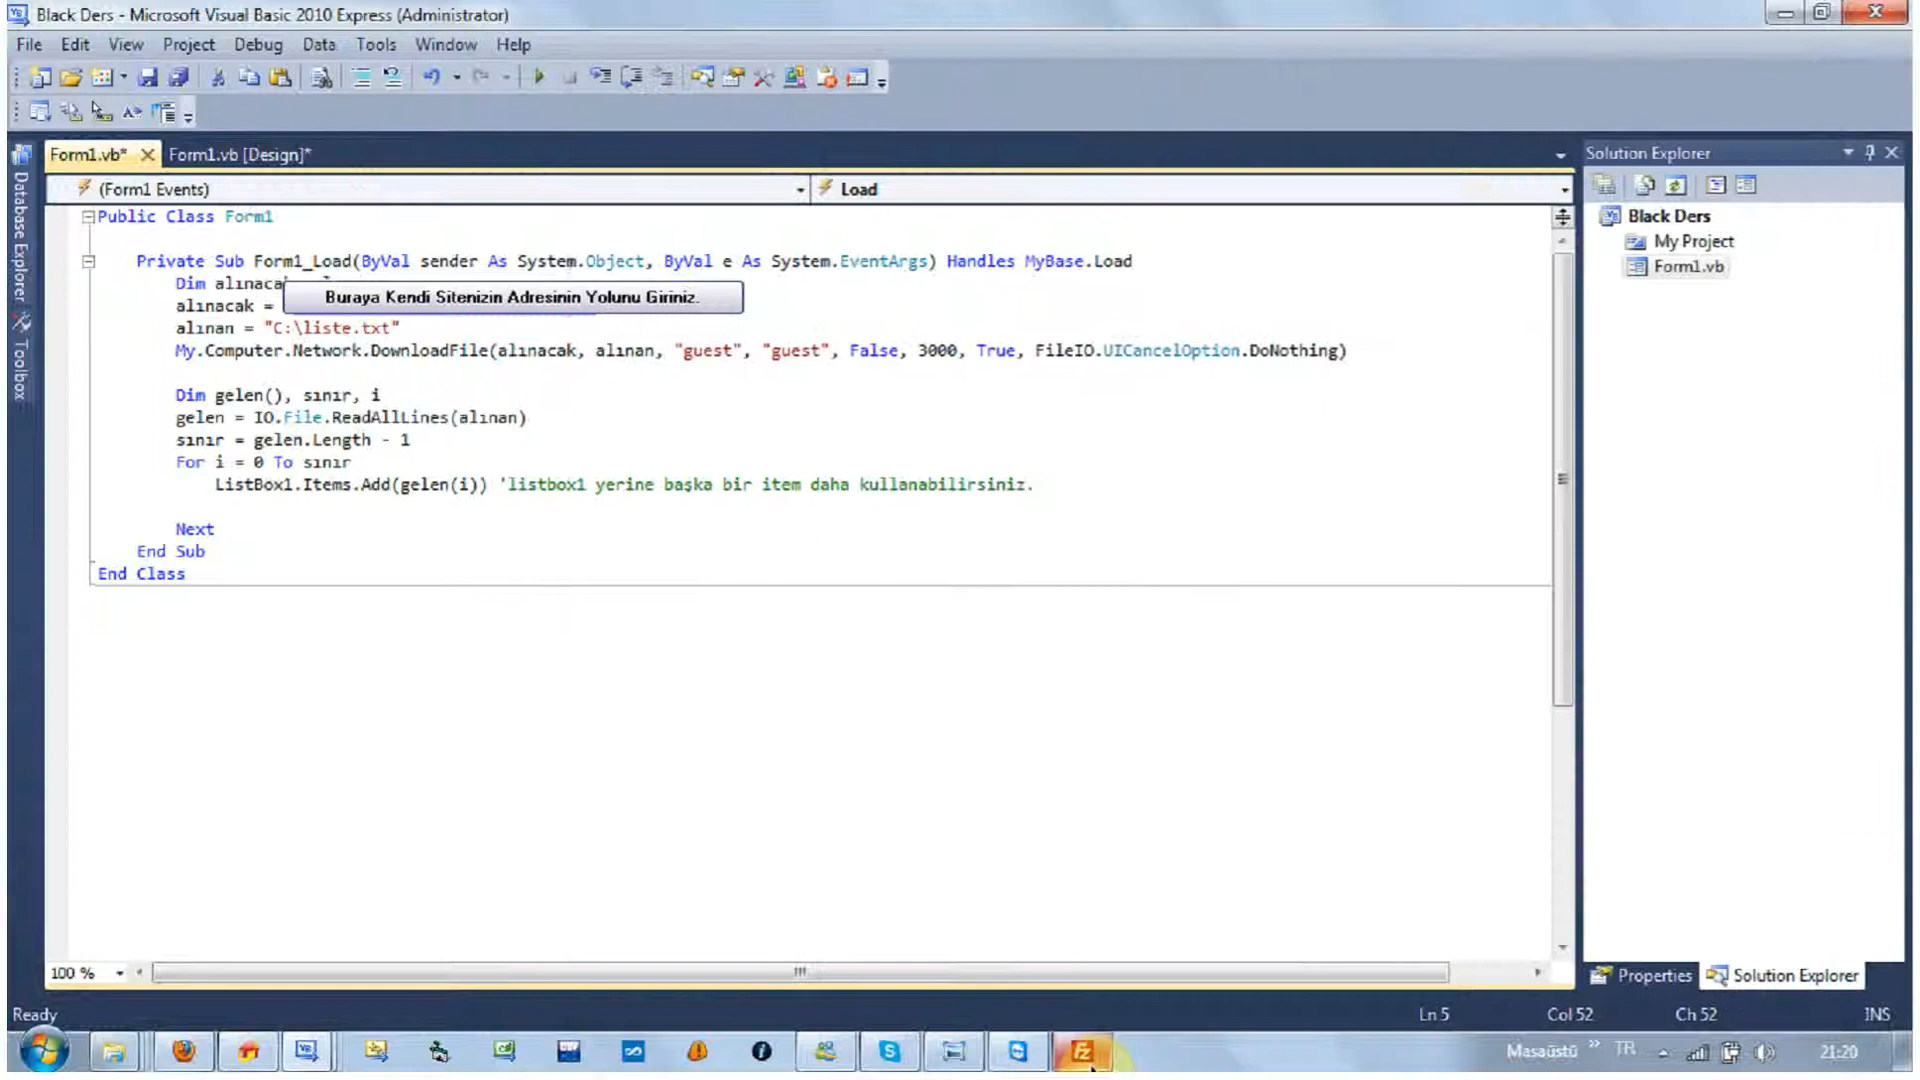 Black Ders - Microsoft Visual Basic 2010 Express (Administrator)
File Edit View Project Debug Data Tools Window Help
Form1.vb* Form1.vb [Design]*
Solution Explorer
(Form1 Events) Load
Database Explorer
Toolbox
Public Class Form1
Private Sub Form1_Load(ByVal sender As System.Object, ByVal e As System.EventArgs) Handles MyBase.Load
Dim
Buraya Kendi Sitenizin Adresinin Yolunu Giriniz.
alınacak =
alınan = "C:\liste.txt"
My.Computer.Network.DownloadFile(alınacak, alınan, "guest", "guest", False, 3000, True, FileIO.UICancelOption.DoNothing)
Dim gelen(), sınır, i
gelen = IO.File.ReadAllLines(alınan)
sınır = gelen.Length - 1
For i = 0 To sınır
ListBox1.Items.Add(gelen(i)) 'listbox1 yerine başka bir item daha kullanabilirsiniz.
Next
End Sub
End Class
Black Ders
My Project
Form1.vb
100 %
Properties Solution Explorer
Ready Ln 5 Col 52 Ch 52 INS
Masaüstü » TR 21:20